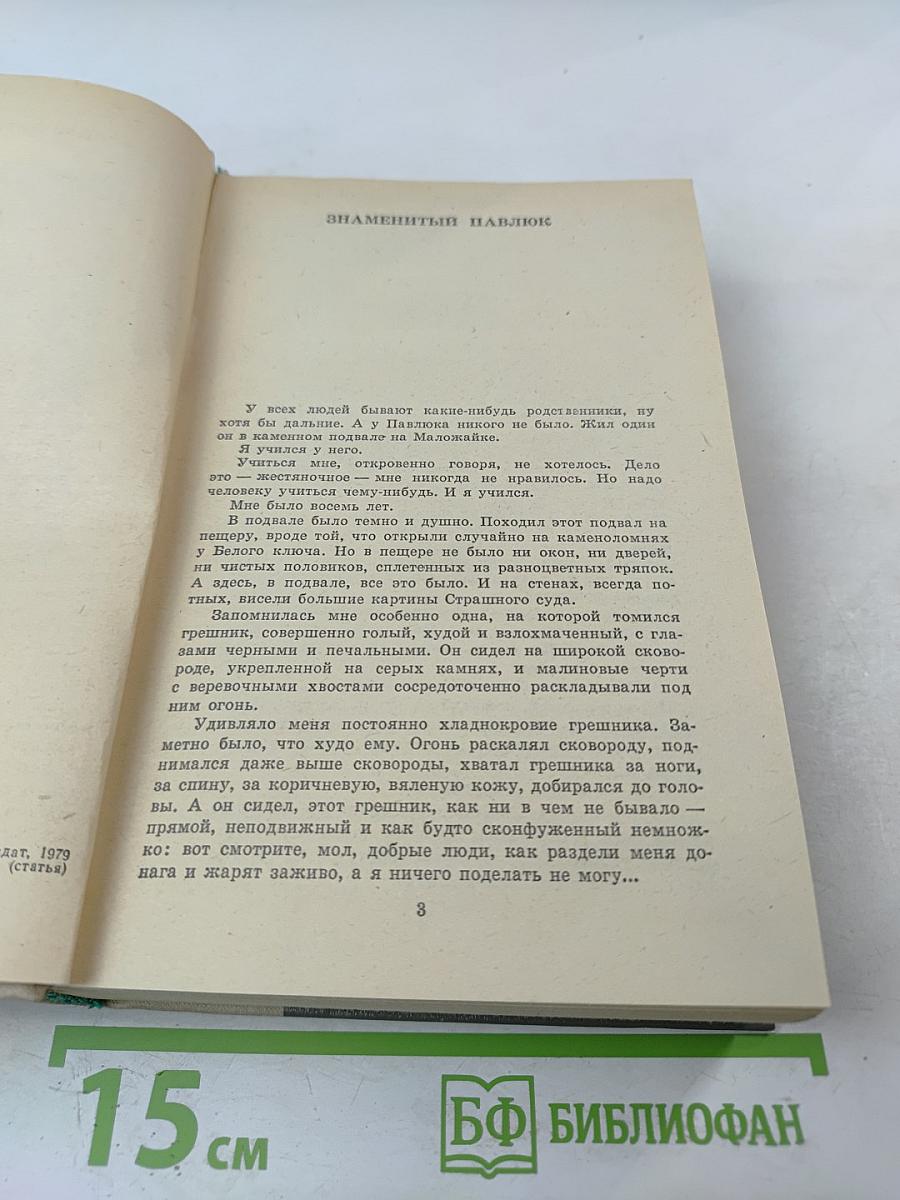 ЗНАМЕНИТЫЙ ПАВЛЮК
У всех людей бывают какие-нибудь родственники, ну
хотя бы дальние. А у Павлюка никого не было. Жил один
он в каменном подвале на Маложайке.
Я учился у него.
Учиться мне, откровенно говоря, не хотелось. Дело
это — жестяночное — мне никогда не нравилось. Но надо
человеку учиться чему-нибудь. И я учился.
Мне было восемь лет.
В подвале было темно и душно. Походил этот подвал на
пещеру, вроде той, что открыли случайно на каменоломнях
у Белого ключа. Но в пещере не было ни окон, ни дверей,
ни чистых половиков, сплетенных из разноцветных тряпок.
А здесь, в подвале, все это было. И на стенах, всегда по-
тных, висели большие картины Страшного суда.
Запомнилась мне особенно одна, на которой томился
грешник, совершенно голый, худой и взлохмаченный, с гла-
зами черными и печальными. Он сидел на широкой сково-
роде, укрепленной на серых камнях, и малиновые черти
с веревочными хвостами сосредоточенно раскладывали под
ним огонь.
Удивляло меня постоянно хладнокровие грешника. За-
метно было, что худо ему. Огонь раскалял сковороду, под-
нимался даже выше сковороды, хватал грешника за ноги,
за спину, за коричневую, вяленую кожу, добирался до голо-
вы. А он сидел, этот грешник, как ни в чем не бывало —
прямой, неподвижный и как будто сконфуженный немнож-
ко: вот смотрите, мол, добрые люди, как раздели меня до-
нага и жарят заживо, а я ничего поделать не могу...
3
дат, 1979
(статья)
15 см
БФ БИБЛИОФАН